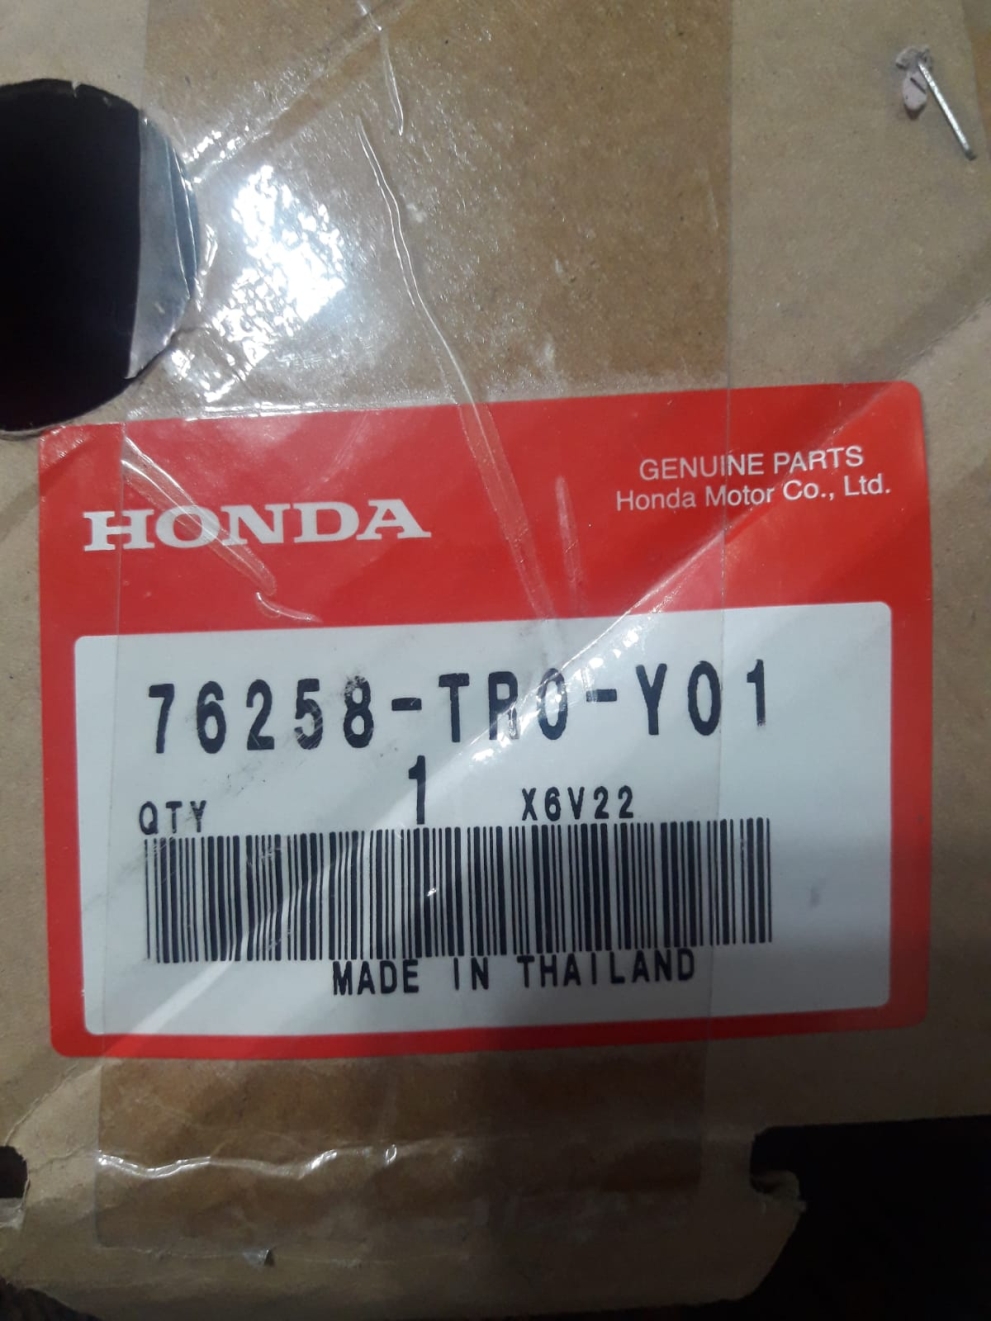 HONDA
GENUINE PARTS
Honda Motor Co., Ltd.
76258-TR0-Y01
QTY 1 X6V22
MADE IN THAILAND